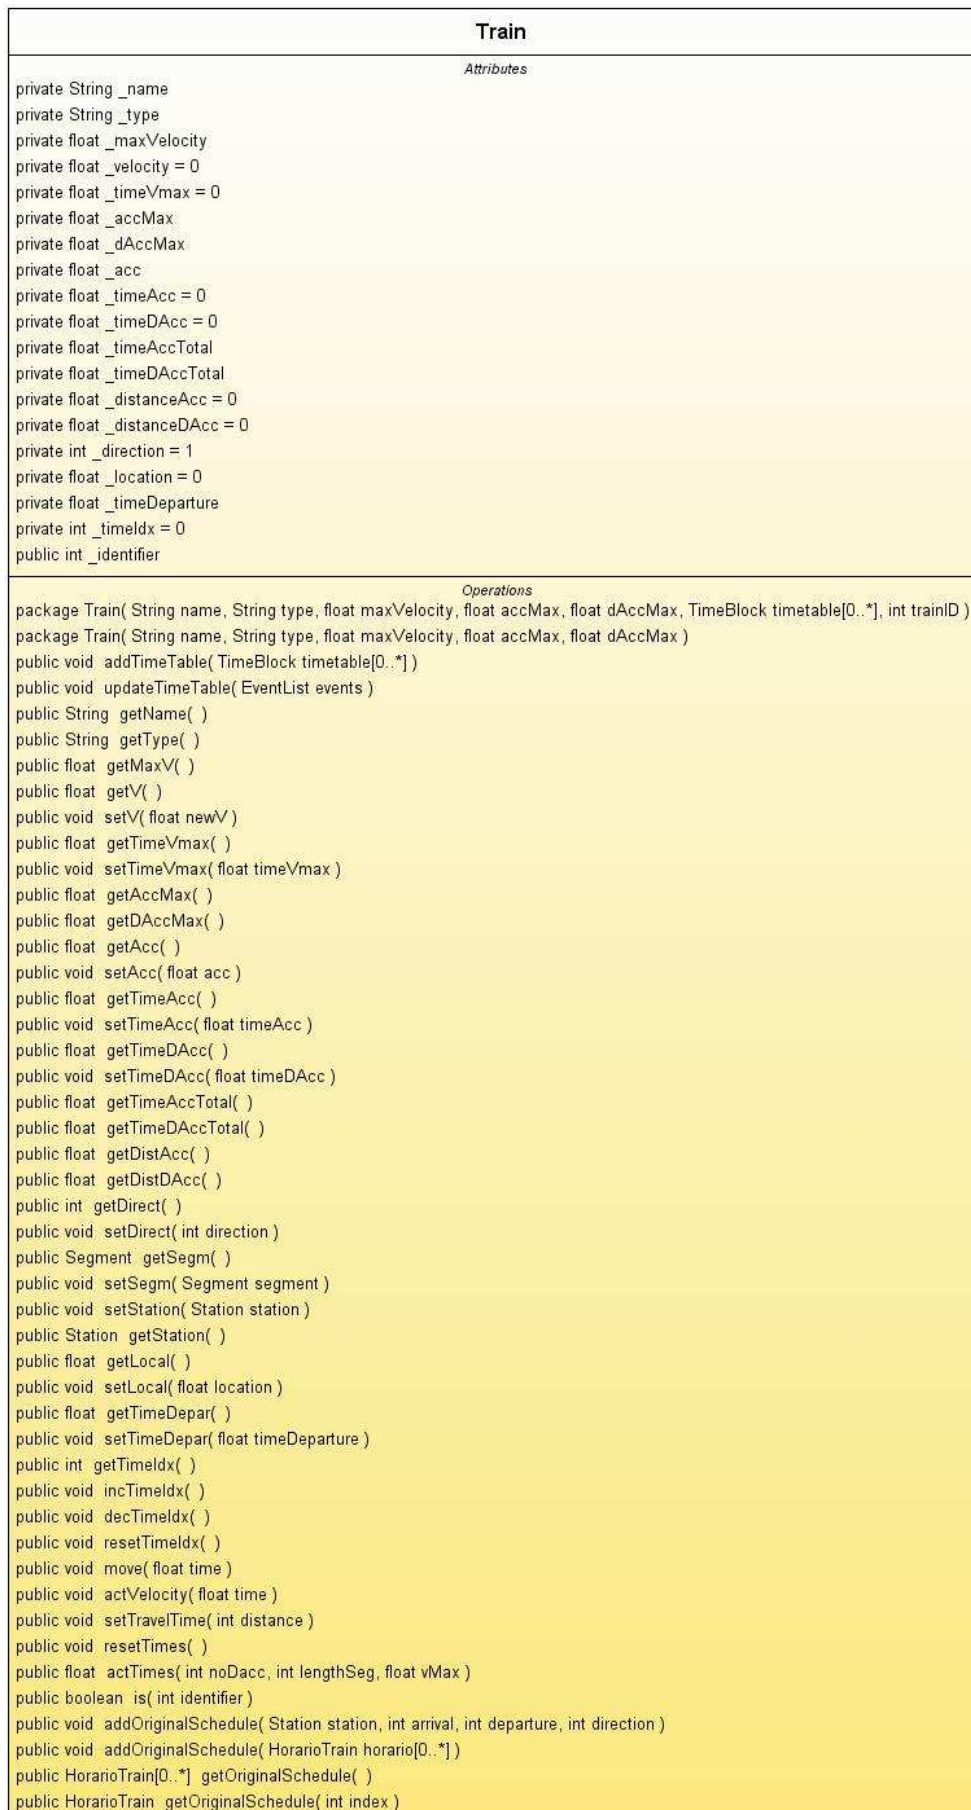 Train
Attributes
private String _name
private String _type
private float _maxVelocity
private float _velocity = 0
private float _timeVmax = 0
private float _accMax
private float _dAccMax
private float _acc
private float _timeAcc = 0
private float _timeDAcc = 0
private float _timeAccTotal
private float _timeDAccTotal
private float _distanceAcc = 0
private float _distanceDAcc = 0
private int _direction = 1
private float _location = 0
private float _timeDeparture
private int _timeIdx = 0
public int _identifier
Operations
package Train( String name, String type, float maxVelocity, float accMax, float dAccMax, TimeBlock timetable[0..*], int trainID )
package Train( String name, String type, float maxVelocity, float accMax, float dAccMax )
public void addTimeTable( TimeBlock timetable[0..*] )
public void updateTimeTable( EventList events )
public String getName( )
public String getType( )
public float getMaxV( )
public float getV( )
public void setV( float newV )
public float getTimeVmax( )
public void setTimeVmax( float timeVmax )
public float getAccMax( )
public float getDAccMax( )
public float getAcc( )
public void setAcc( float acc )
public float getTimeAcc( )
public void setTimeAcc( float timeAcc )
public float getTimeDAcc( )
public void setTimeDAcc( float timeDAcc )
public float getTimeAccTotal( )
public float getTimeDAccTotal( )
public float getDistAcc( )
public float getDistDAcc( )
public int getDirect( )
public void setDirect( int direction )
public Segment getSegm( )
public void setSegm( Segment segment )
public void setStation( Station station )
public Station getStation( )
public float getLocal( )
public void setLocal( float location )
public float getTimeDepar( )
public void setTimeDepar( float timeDeparture )
public int getTimeIdx( )
public void incTimeIdx( )
public void decTimeIdx( )
public void resetTimeIdx( )
public void move( float time )
public void actVelocity( float time )
public void setTravelTime( int distance )
public void resetTimes( )
public float actTimes( int noDacc, int lengthSeg, float vMax )
public boolean is( int identifier )
public void addOriginalSchedule( Station station, int arrival, int departure, int direction )
public void addOriginalSchedule( HorarioTrain horario[0..*] )
public HorarioTrain[0..*] getOriginalSchedule( )
public HorarioTrain getOriginalSchedule( int index )